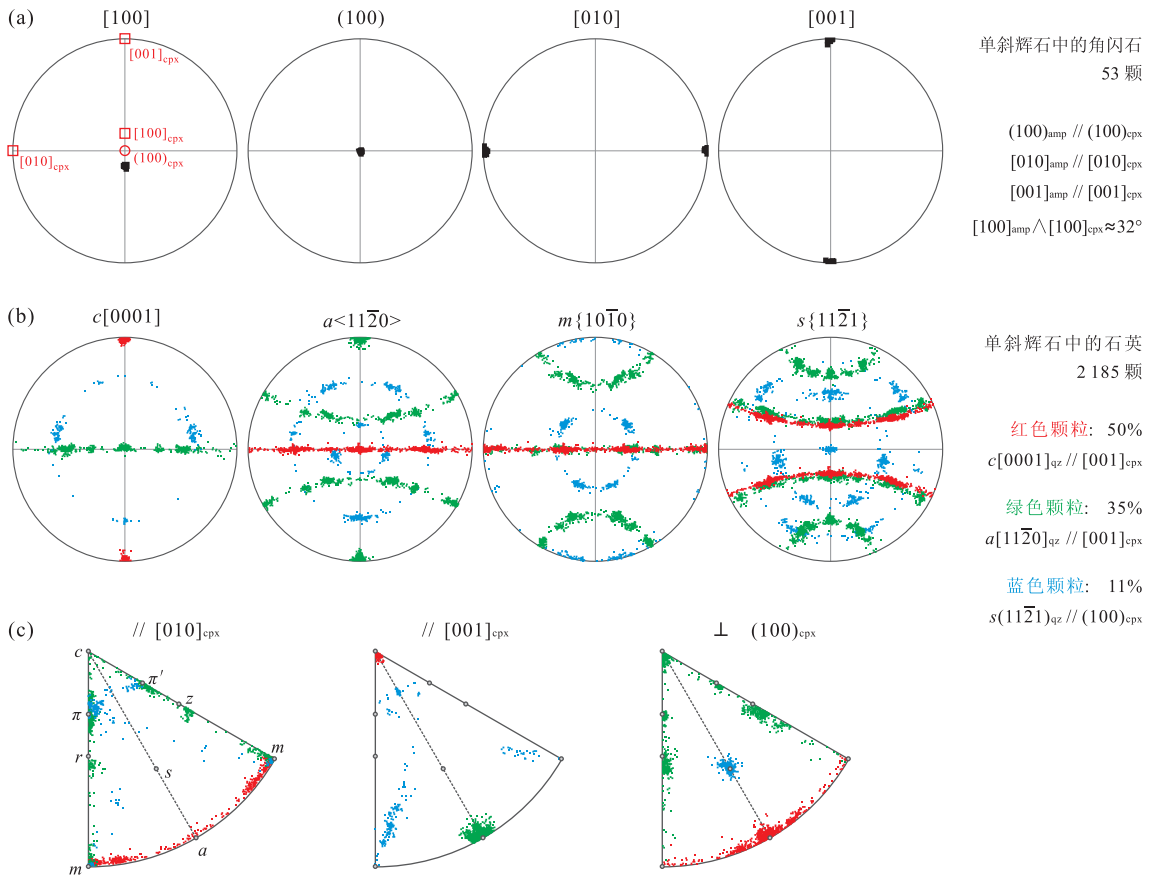 (a)
[100]
(100)
[010]
[001]
[001]cpx
[100]cpx
(100)cpx
[010]cpx
单斜辉石中的角闪石
53 颗
(100)amp // (100)cpx
[010]amp // [010]cpx
[001]amp // [001]cpx
[100]amp∧[100]cpx≈32°
(b)
c[0001]
a<112̅0>
m{101̅0}
s{112̅1}
单斜辉石中的石英
2 185 颗
红色颗粒: 50%
c[0001]qz // [001]cpx
绿色颗粒: 35%
a[112̅0]qz // [001]cpx
蓝色颗粒: 11%
s(112̅1)qz // (100)cpx
(c)
// [010]cpx
// [001]cpx
⊥ (100)cpx
c
π′
z
π
r
s
m
a
m